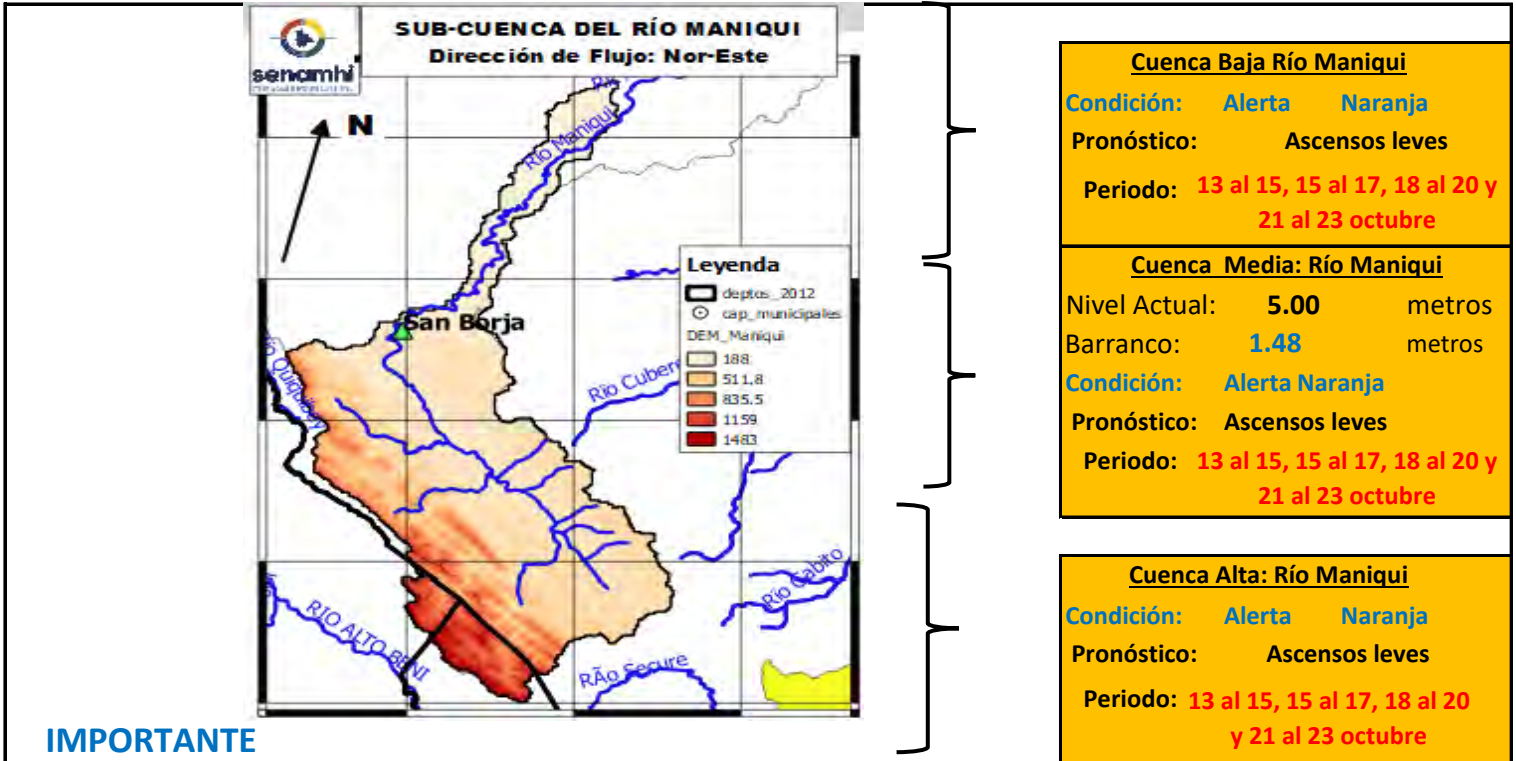 SUB-CUENCA DEL RÍO MANIQUI
Dirección de Flujo: Nor-Este
senamhi
N
Río Maniqui
Leyenda
deptos_2012
cap_municipales
DEM_Maniqui
188
511,8
835.5
1159
1483
San Borja
Río Cubere
RIO ALTO BENI
RÃo Secure
IMPORTANTE
Cuenca Baja Río Maniqui
Condición: Alerta Naranja
Pronóstico: Ascensos leves
Periodo: 13 al 15, 15 al 17, 18 al 20 y
21 al 23 octubre
Cuenca Media: Río Maniqui
Nivel Actual: 5.00 metros
Barranco: 1.48 metros
Condición: Alerta Naranja
Pronóstico: Ascensos leves
Periodo: 13 al 15, 15 al 17, 18 al 20 y
21 al 23 octubre
Cuenca Alta: Río Maniqui
Condición: Alerta Naranja
Pronóstico: Ascensos leves
Periodo: 13 al 15, 15 al 17, 18 al 20
y 21 al 23 octubre